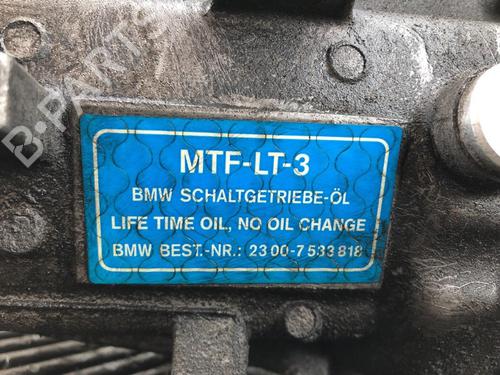 B-PARTS
MTF-LT-3
BMW SCHALTGETRIEBE-ÖL
LIFE TIME OIL, NO OIL CHANGE
BMW BEST.-NR.: 23 00-7 533 818